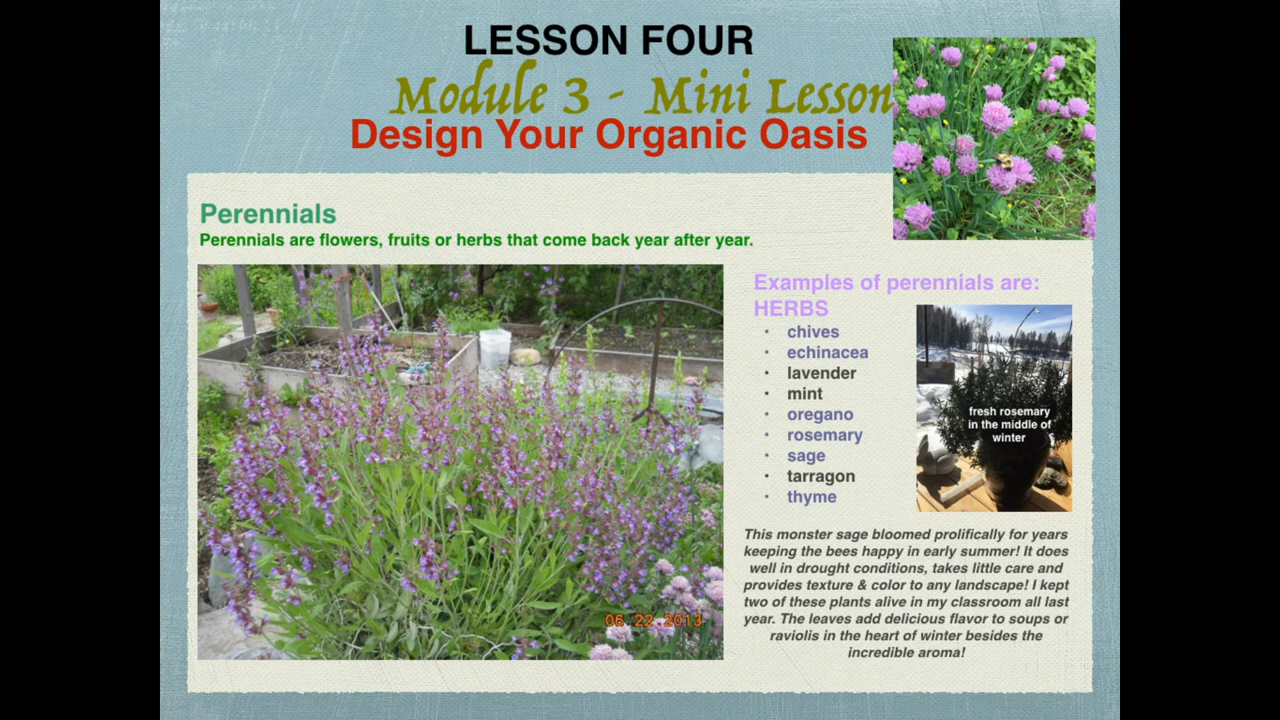 LESSON FOUR
Module 3 - Mini Lesson
Design Your Organic Oasis
Perennials
Perennials are flowers, fruits or herbs that come back year after year.
Examples of perennials are:
HERBS
• chives
• echinacea
• lavender
• mint
• oregano
• rosemary
• sage
• tarragon
• thyme
fresh rosemary
in the middle of
winter
This monster sage bloomed prolifically for years
keeping the bees happy in early summer! It does
well in drought conditions, takes little care and
provides texture & color to any landscape! I kept
two of these plants alive in my classroom all last
year. The leaves add delicious flavor to soups or
raviolis in the heart of winter besides the
incredible aroma!
06.22.2013